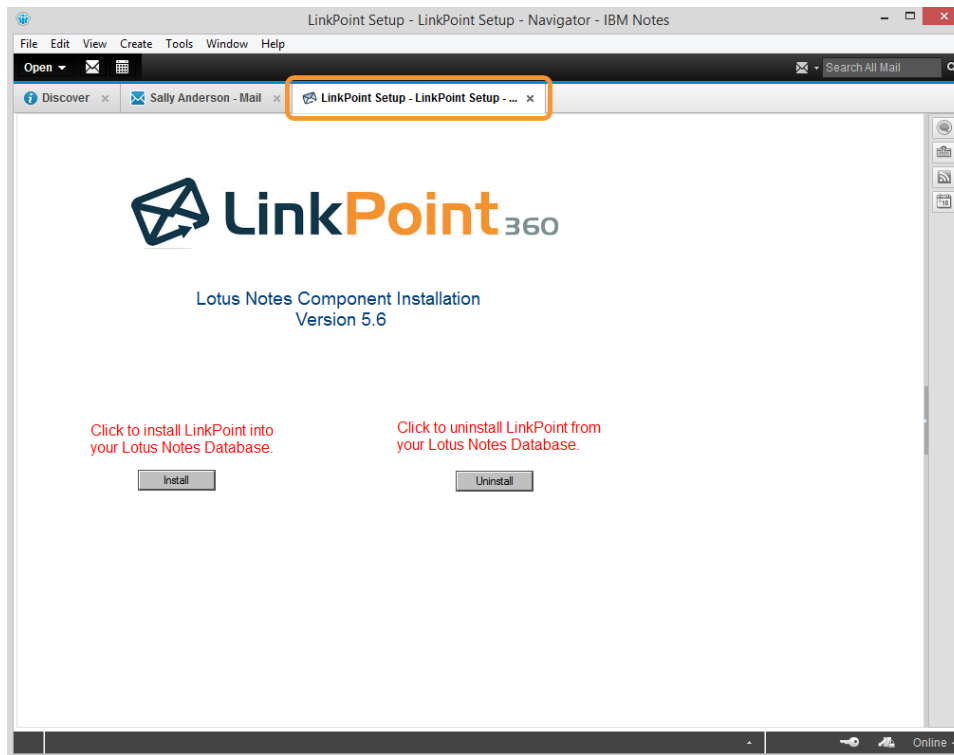 LinkPoint Setup - LinkPoint Setup - Navigator - IBM Notes
File Edit View Create Tools Window Help
Open
Search All Mail
Discover
Sally Anderson - Mail
LinkPoint Setup - LinkPoint Setup - ...
LinkPoint 360
Lotus Notes Component Installation
Version 5.6
Click to install LinkPoint into
your Lotus Notes Database.
Install
Click to uninstall LinkPoint from
your Lotus Notes Database.
Uninstall
Online